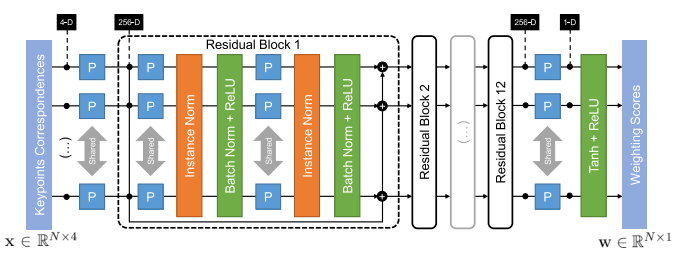 4-D
256-D
256-D
1-D
Residual Block 1
Keypoints Correspondences
P
P
P
(...)
Shared
P
P
P
Shared
Instance Norm
Batch Norm + ReLU
P
P
P
Shared
Instance Norm
Batch Norm + ReLU
+
+
+
Residual Block 2
(...)
Residual Block 12
P
P
P
Shared
Tanh + ReLU
Weighting Scores
x ∈ ℝ^{N×4}
w ∈ ℝ^{N×1}